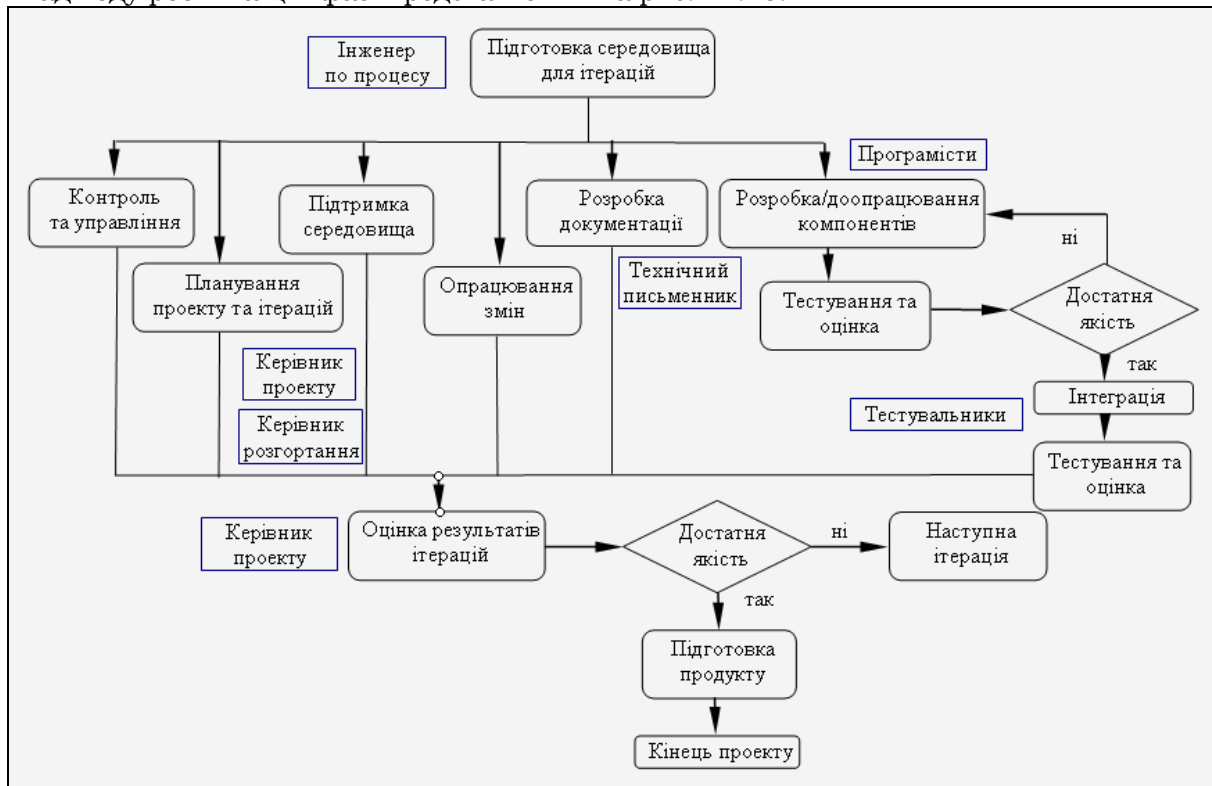 Інженер
по процесу
Підготовка середовища
для ітерацій
Програмісти
Контроль
та управління
Підтримка
середовища
Розробка
документації
Розробка/доопрацювання
компонентів
ні
Планування
проекту та ітерацій
Опрацювання
змін
Технічний
письменник
Тестування та
оцінка
Достатня
якість
так
Керівник
проекту
Інтеграція
Керівник
розгортання
Тестувальники
Тестування та
оцінка
Керівник
проекту
Оцінка результатів
ітерацій
Достатня
якість
ні
Наступна
ітерація
так
Підготовка
продукту
Кінець проекту